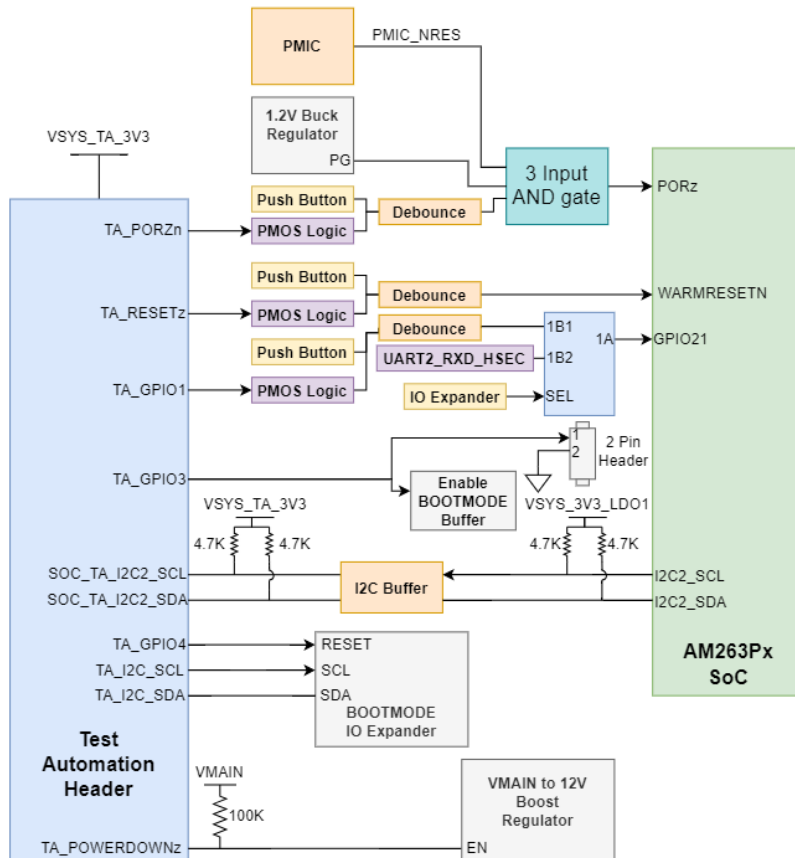 PMIC
PMIC_NRES
1.2V Buck
Regulator
PG
VSYS_TA_3V3
3 Input
AND gate
PORz
Push Button
Debounce
TA_PORZn
PMOS Logic
Push Button
Debounce
WARMRESETN
TA_RESETz
PMOS Logic
Debounce
1B1
1A
GPIO21
Push Button
UART2_RXD_HSEC
1B2
TA_GPIO1
PMOS Logic
IO Expander
SEL
1
2
2 Pin
Header
TA_GPIO3
Enable
BOOTMODE
Buffer
VSYS_TA_3V3
VSYS_3V3_LDO1
4.7K
4.7K
4.7K
4.7K
SOC_TA_I2C2_SCL
I2C Buffer
I2C2_SCL
SOC_TA_I2C2_SDA
I2C2_SDA
TA_GPIO4
RESET
TA_I2C_SCL
SCL
TA_I2C_SDA
SDA
BOOTMODE
IO Expander
AM263Px
SoC
Test
Automation
Header
VMAIN
100K
VMAIN to 12V
Boost
Regulator
TA_POWERDOWNz
EN